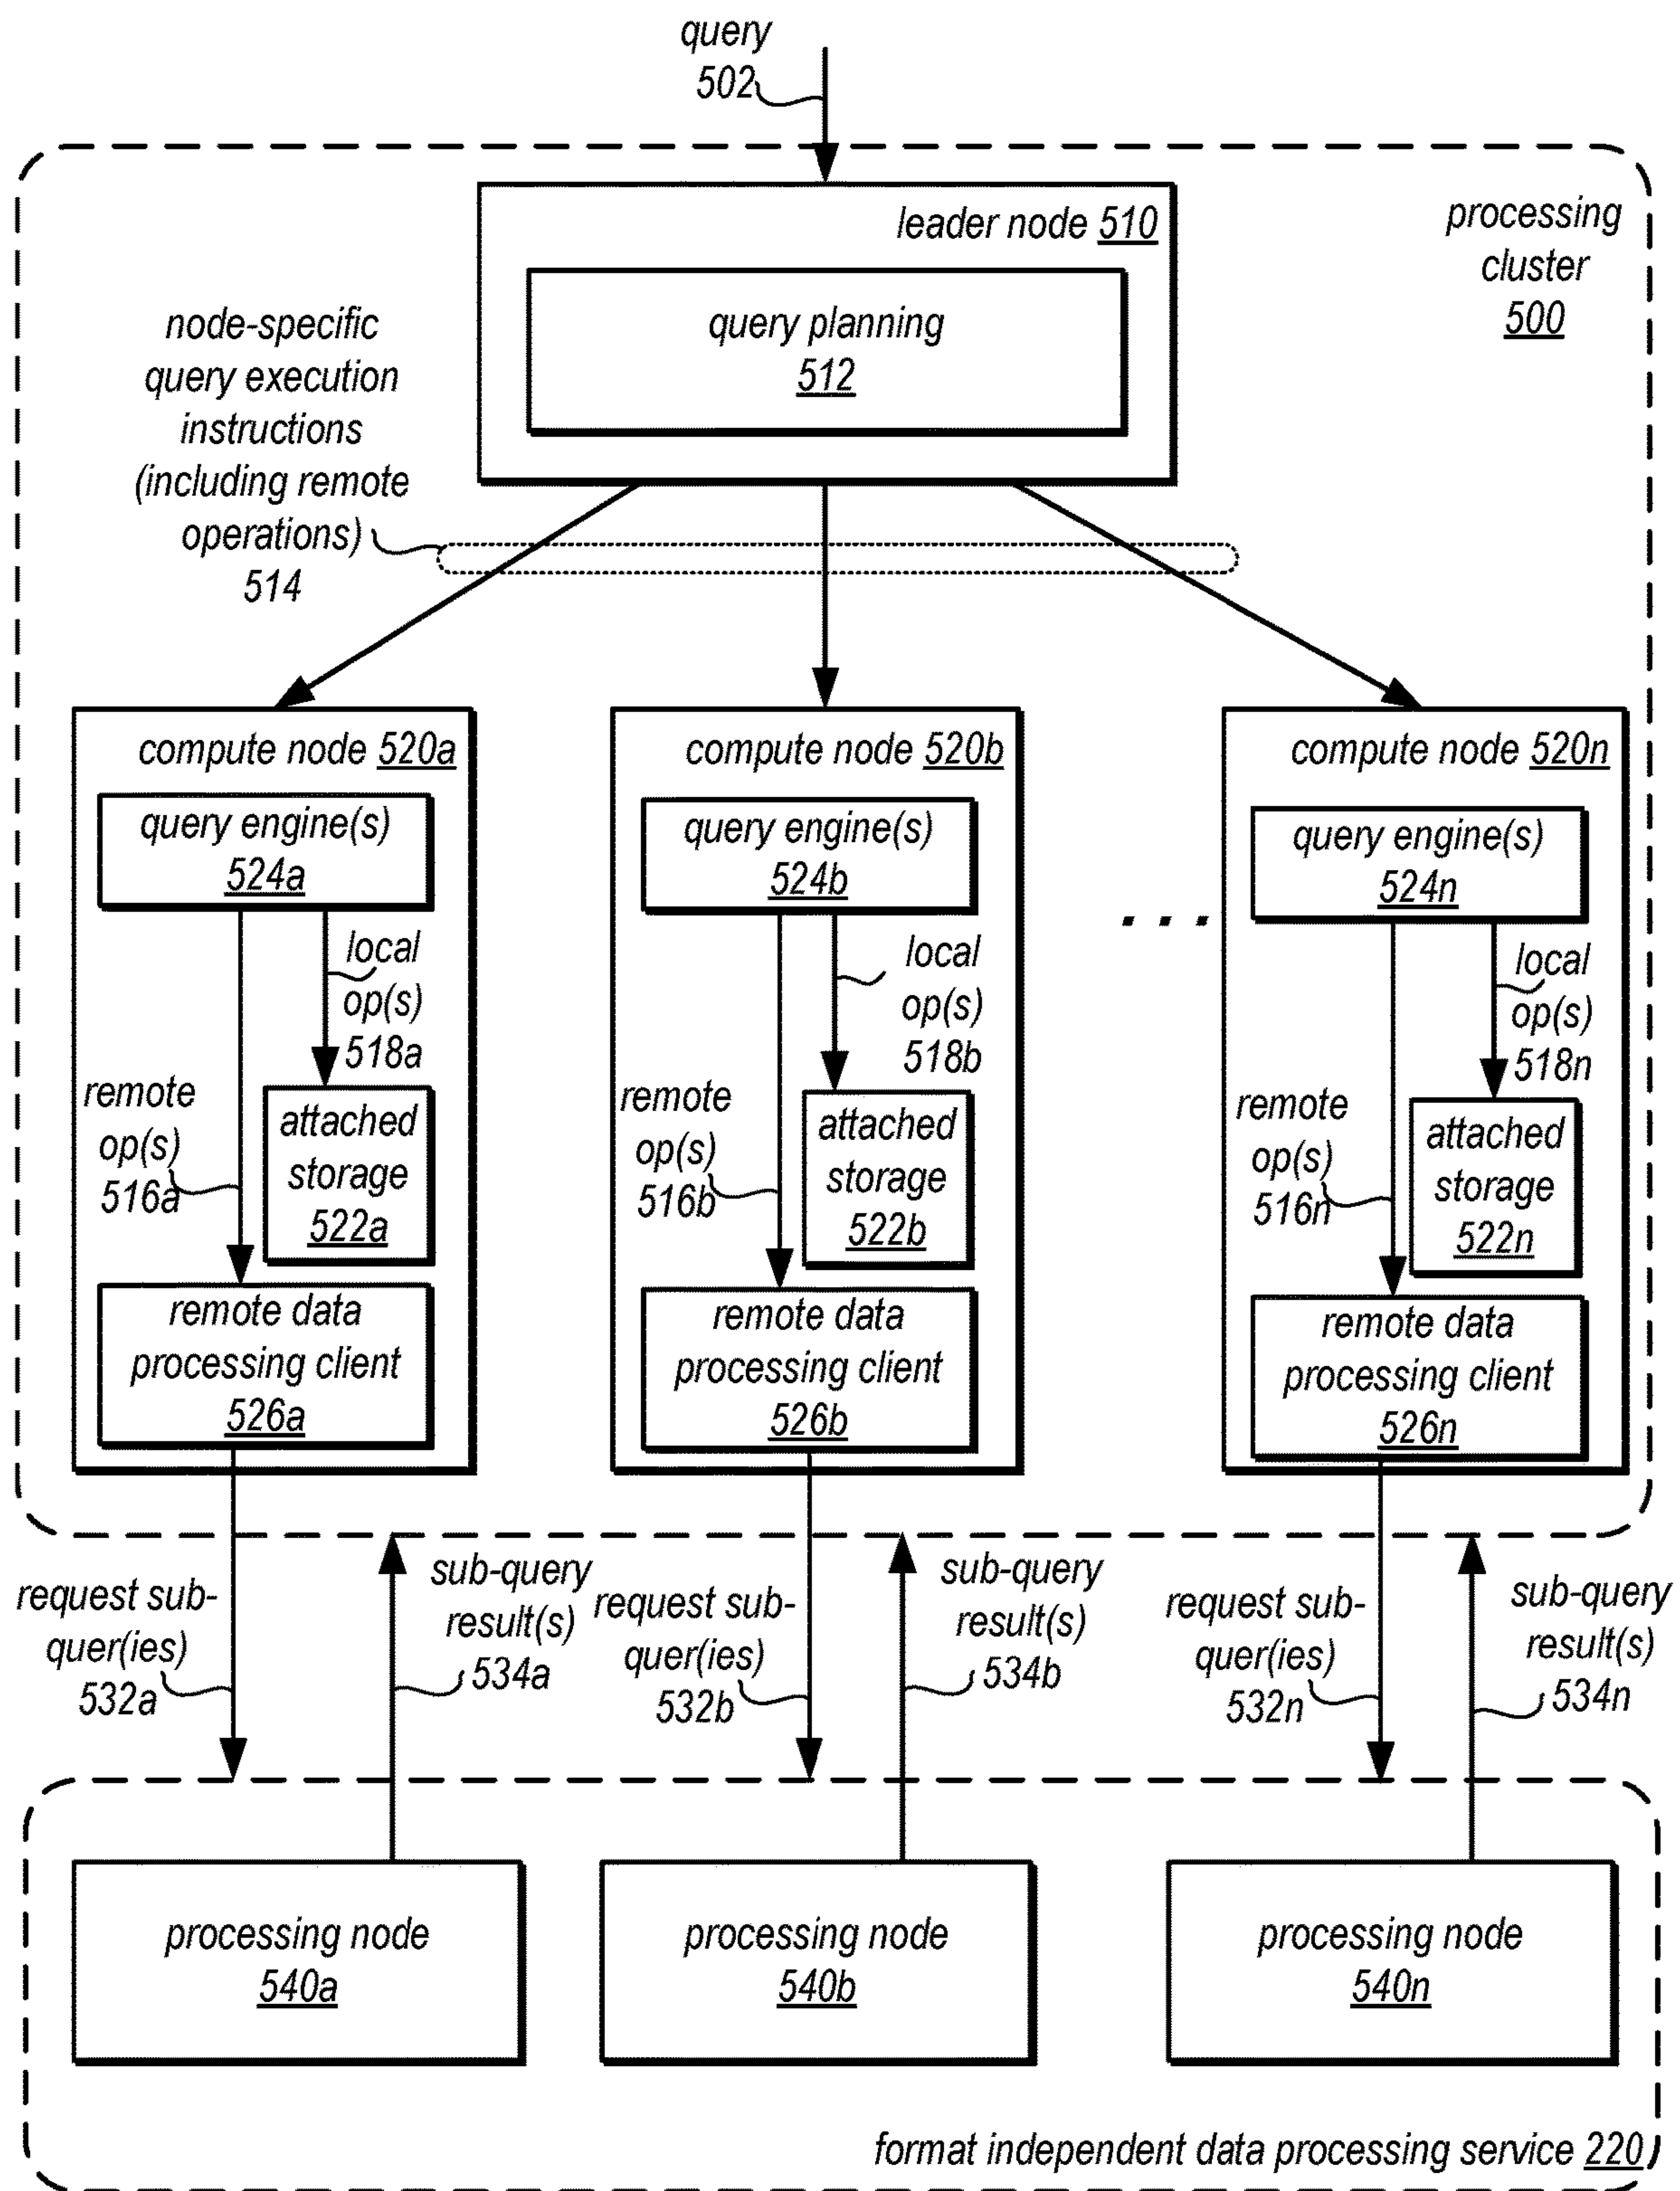 query
502
leader node 510
processing
cluster
500
query planning
512
node-specific
query execution
instructions
(including remote
operations)
514
compute node 520a
query engine(s)
524a
local
op(s)
518a
remote
op(s)
516a
attached
storage
522a
remote data
processing client
526a
compute node 520b
query engine(s)
524b
local
op(s)
518b
remote
op(s)
516b
attached
storage
522b
remote data
processing client
526b
. . .
compute node 520n
query engine(s)
524n
local
op(s)
518n
remote
op(s)
516n
attached
storage
522n
remote data
processing client
526n
request sub-
quer(ies)
532a
sub-query
result(s)
534a
request sub-
quer(ies)
532b
sub-query
result(s)
534b
request sub-
quer(ies)
532n
sub-query
result(s)
534n
processing node
540a
processing node
540b
processing node
540n
format independent data processing service 220